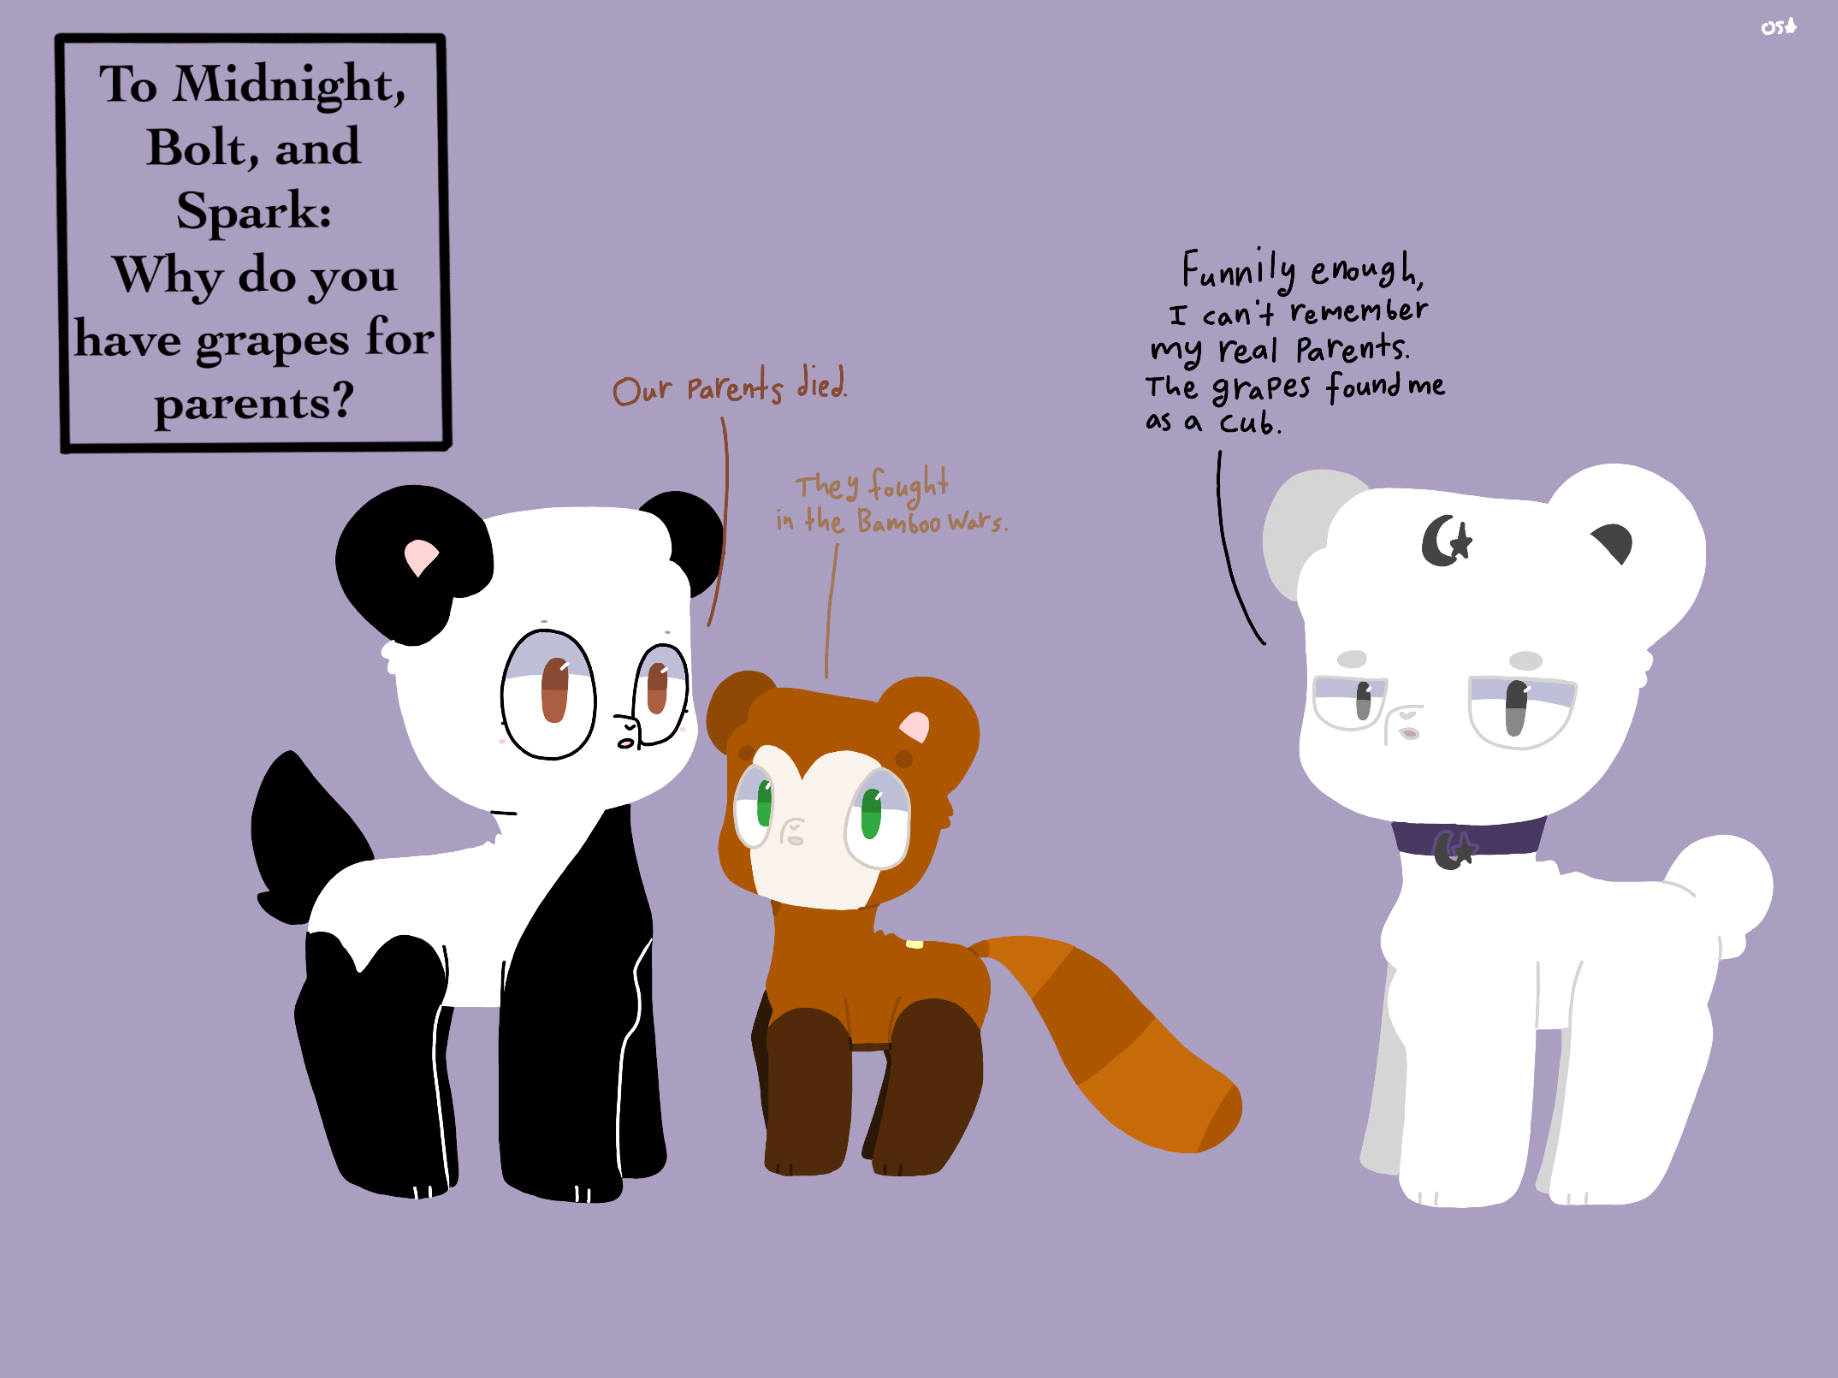 To Midnight,
Bolt, and
Spark:
Why do you
have grapes for
parents?
OSA
Our parents died.
They fought
in the Bamboo Wars.
Funnily enough,
I can't remember
my real Parents.
The grapes found me
as a cub.